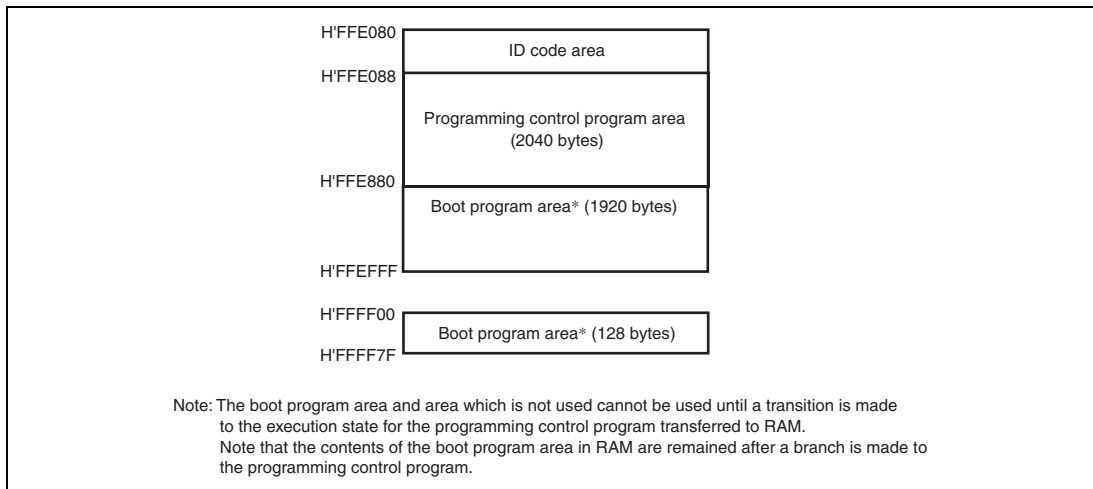 H'FFE080
ID code area
H'FFE088
Programming control program area
(2040 bytes)
H'FFE880
Boot program area* (1920 bytes)
H'FFEFFF
H'FFFF00
Boot program area* (128 bytes)
H'FFFF7F
Note: The boot program area and area which is not used cannot be used until a transition is made
to the execution state for the programming control program transferred to RAM.
Note that the contents of the boot program area in RAM are remained after a branch is made to
the programming control program.